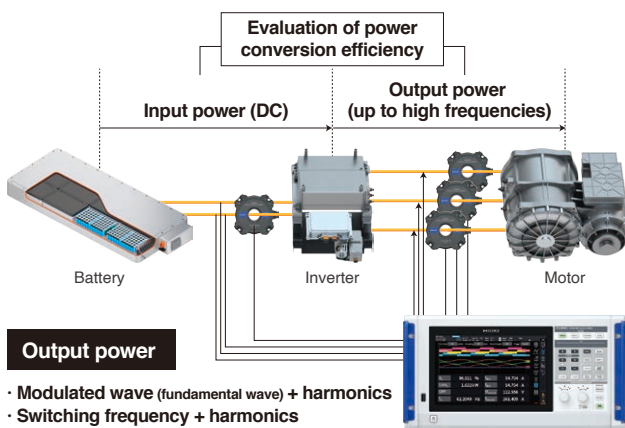 Evaluation of power
conversion efficiency
Input power (DC)
Output power
(up to high frequencies)
Battery
Inverter
Motor
HIOKI
Output power
· Modulated wave (fundamental wave) + harmonics
· Switching frequency + harmonics